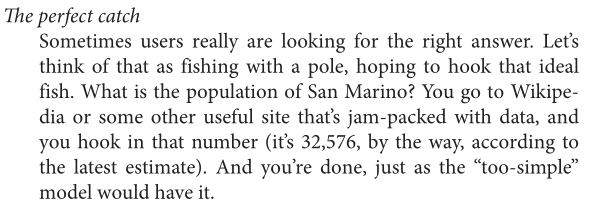 The perfect catch
Sometimes users really are looking for the right answer. Let’s
think of that as fishing with a pole, hoping to hook that ideal
fish. What is the population of San Marino? You go to Wikipe-
dia or some other useful site that’s jam-packed with data, and
you hook in that number (it’s 32,576, by the way, according to
the latest estimate). And you’re done, just as the “too-simple”
model would have it.